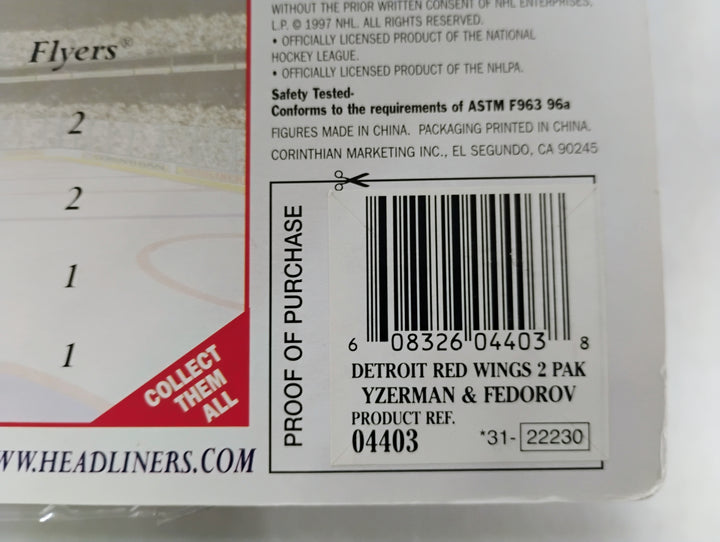 WITHOUT THE PRIOR WRITTEN CONSENT OF NHL ENTERPRISES,
L.P. © 1997 NHL. ALL RIGHTS RESERVED.
• OFFICIALLY LICENSED PRODUCT OF THE NATIONAL
HOCKEY LEAGUE.
• OFFICIALLY LICENSED PRODUCT OF THE NHLPA.
Safety Tested-
Conforms to the requirements of ASTM F963 96a
FIGURES MADE IN CHINA. PACKAGING PRINTED IN CHINA.
CORINTHIAN MARKETING INC., EL SEGUNDO, CA 90245
Flyers®
2
2
1
1
COLLECT
THEM
ALL
WW.HEADLINERS.COM
PROOF OF PURCHASE
6 08326 04403 8
DETROIT RED WINGS 2 PAK
YZERMAN & FEDOROV
PRODUCT REF.
04403 *31- 22230